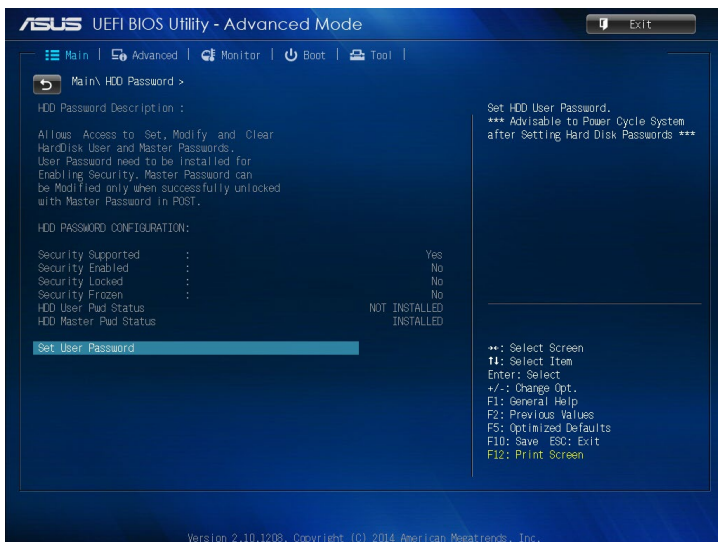 ASUS UEFI BIOS Utility - Advanced Mode
Exit
Main
Advanced
Monitor
Boot
Tool
Main\ HDD Password >
HDD Password Description :
Allows Access to Set, Modify and Clear
HardDisk User and Master Passwords.
User Password need to be installed for
Enabling Security. Master Password can
be Modified only when successfully unlocked
with Master Password in POST.
HDD PASSWORD CONFIGURATION:
Security Supported : Yes
Security Enabled : No
Security Locked : No
Security Frozen : No
HDD User Pwd Status NOT INSTALLED
HDD Master Pwd Status INSTALLED
Set User Password
Set HDD User Password.
*** Advisable to Power Cycle System
after Setting Hard Disk Passwords ***
→←: Select Screen
↑↓: Select Item
Enter: Select
+/-: Change Opt.
F1: General Help
F2: Previous Values
F5: Optimized Defaults
F10: Save ESC: Exit
F12: Print Screen
Version 2.10.1208. Copyright (C) 2014 American Megatrends, Inc.